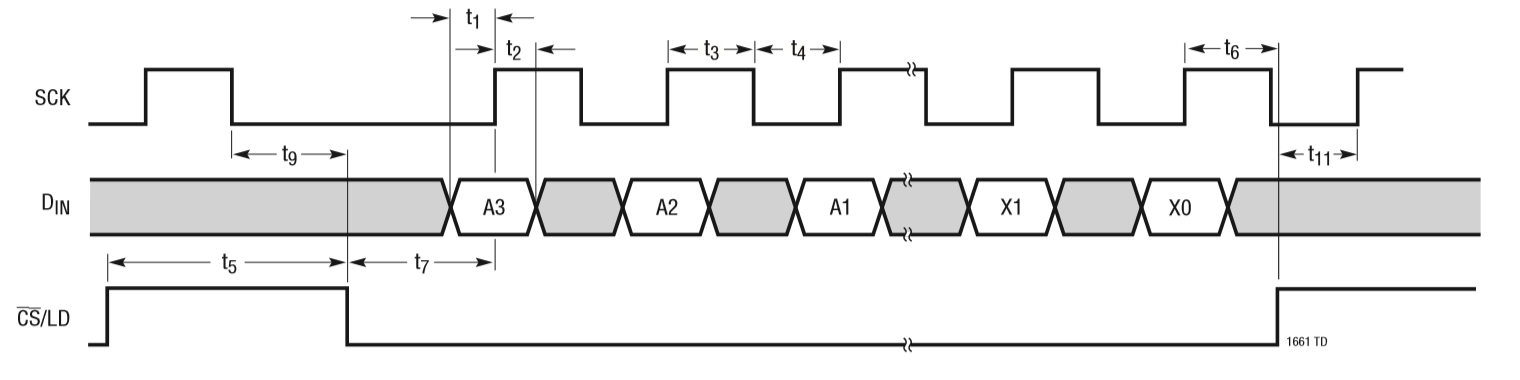 t1
t2
t3
t4
t6
SCK
t9
t11
DIN
A3
A2
A1
X1
X0
t5
t7
CS/LD
1661 TD